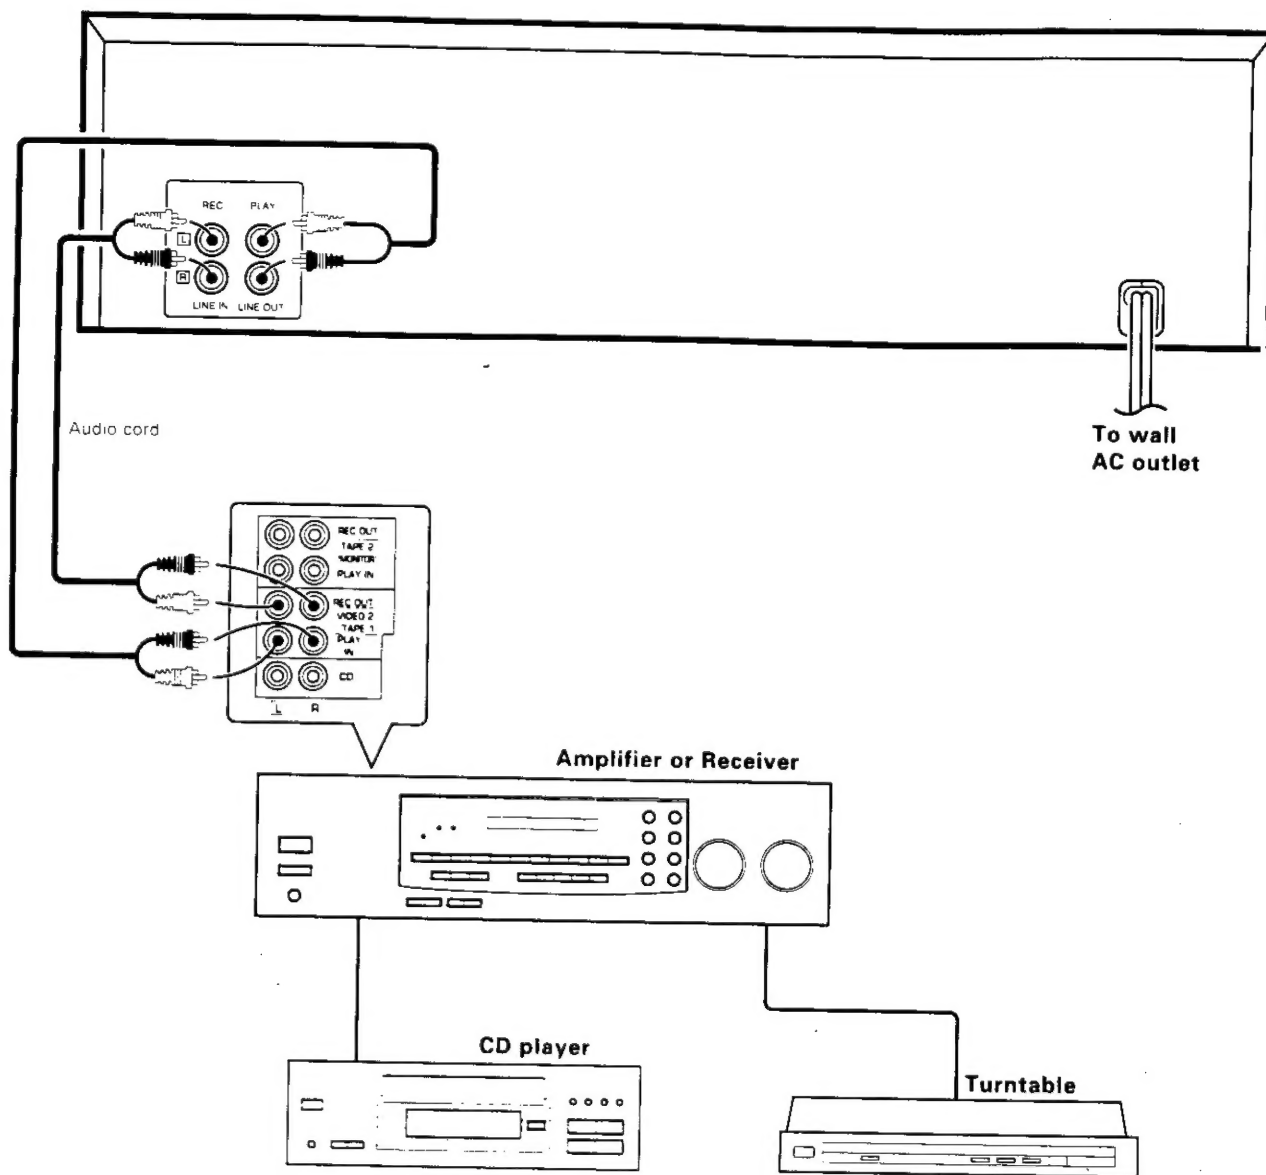 REC PLAY
L
R
LINE IN LINE OUT
To wall
AC outlet
Audio cord
REC OUT
TAPE 2
MONITOR
PLAY IN
REC OUT
VIDEO 2
TAPE 1
PLAY
IN
CD
L R
Amplifier or Receiver
CD player
Turntable